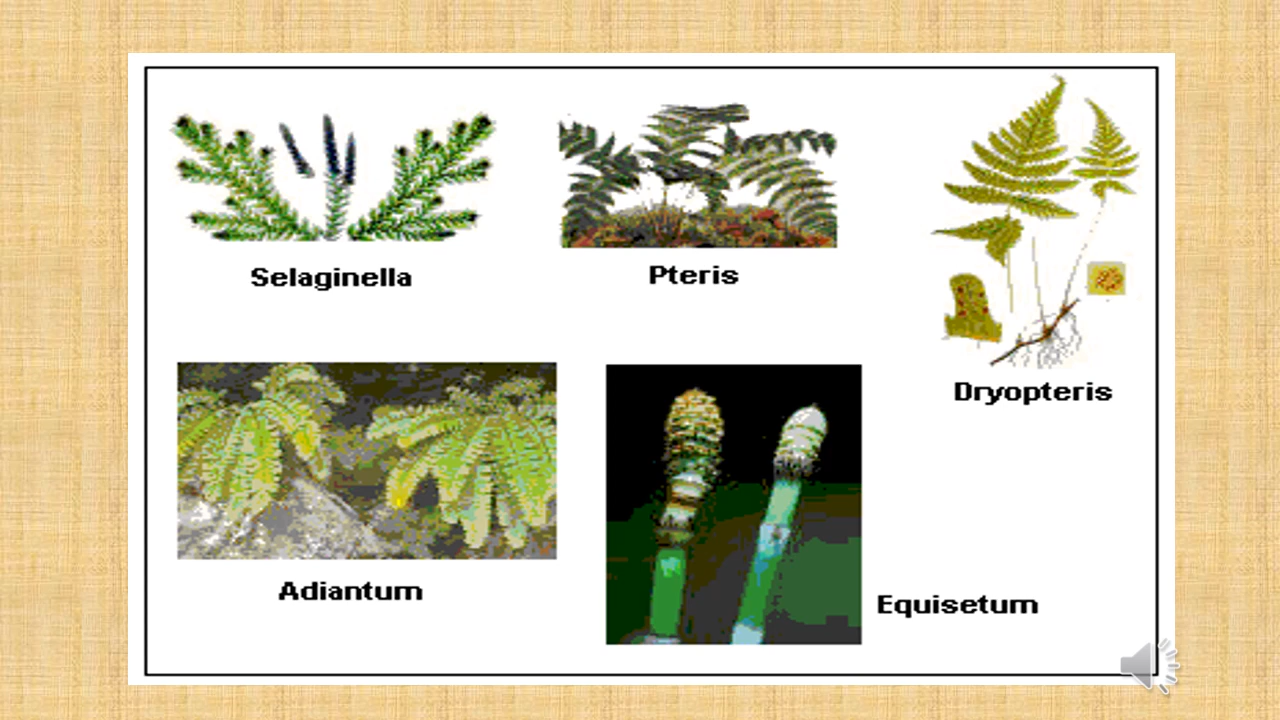 Selaginella
Pteris
Dryopteris
Adiantum
Equisetum